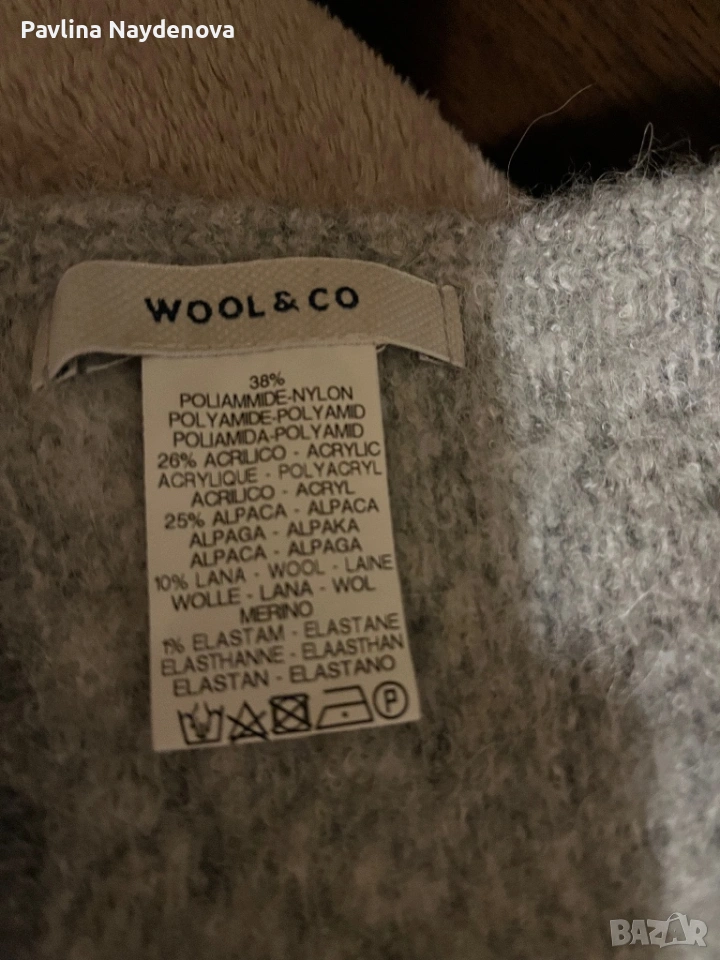 Pavlina Naydenova
WOOL & CO
38%
POLIAMMIDE-NYLON
POLYAMIDE-POLYAMID
POLIAMIDA-POLYAMID
26% ACRILICO - ACRYLIC
ACRYLIQUE - POLYACRYL
ACRILICO - ACRYL
25% ALPACA - ALPACA
ALPAGA - ALPAKA
ALPACA - ALPAGA
10% LANA - WOOL - LAINE
WOLLE - LANA - WOL
MERINO
1% ELASTAM - ELASTANE
ELASTHANNE - ELAASTHAN
ELASTAN - ELASTANO
P
BAZAR